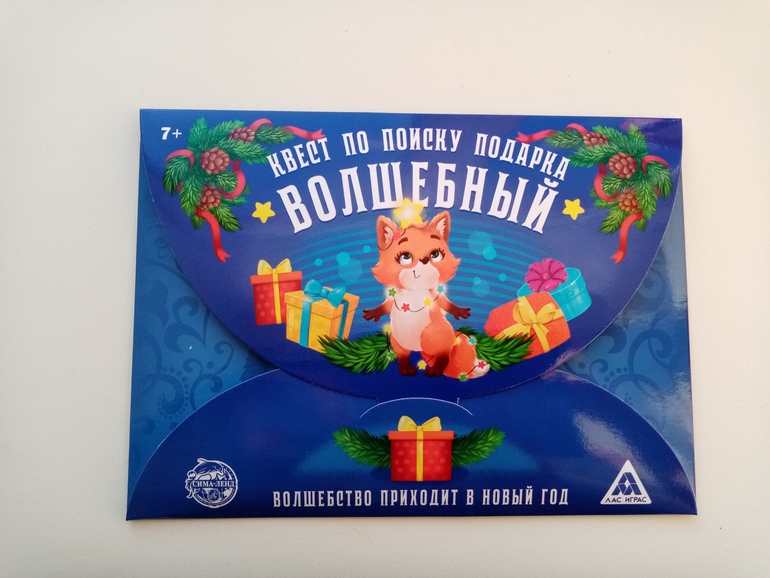 7+
КВЕСТ ПО ПОИСКУ ПОДАРКА
ВОЛШЕБНЫЙ
СИМА-ЛЕНД
ВОЛШЕБСТВО ПРИХОДИТ В НОВЫЙ ГОД
ЛАС ИГРАС